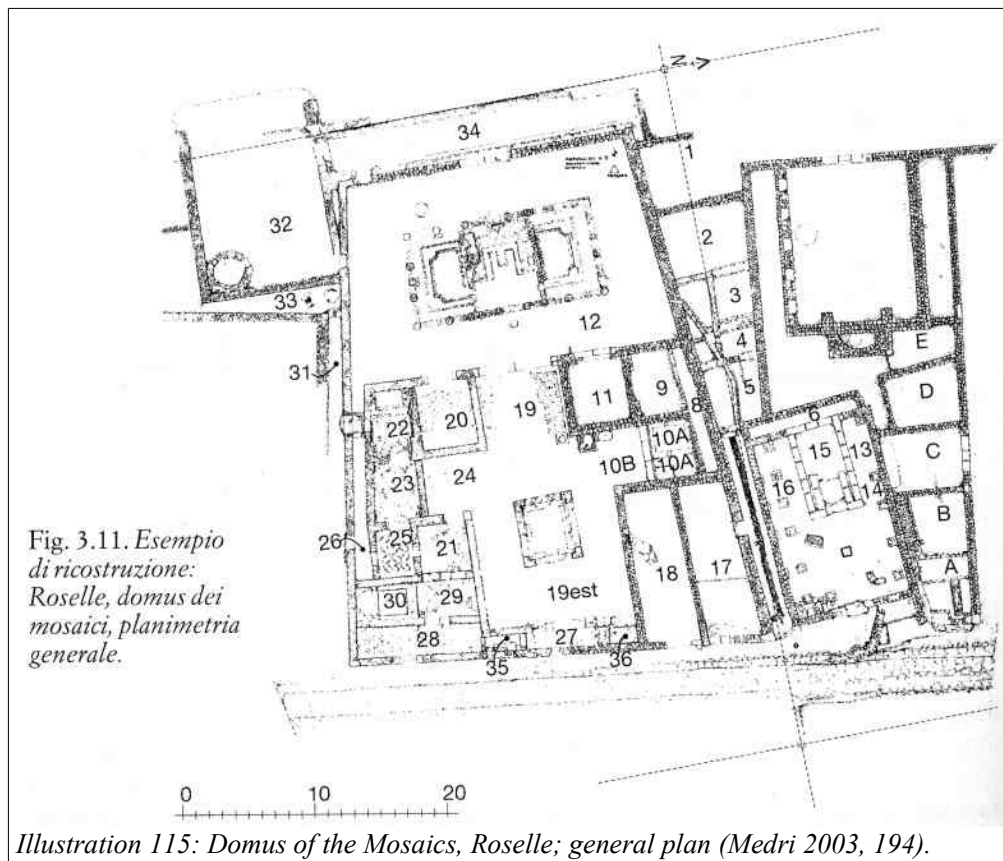 N
34
1
32
2
33
12
3
31
4
E
11
9
8
5
D
22
20
19
6
10A
15
13
C
24
10B
10A
16
14
23
B
Fig. 3.11. Esempio
di ricostruzione:
Roselle, domus dei
mosaici, planimetria
generale.
26
25
21
18
17
A
30
29
19est
28
27
35
36
0 10 20
Illustration 115: Domus of the Mosaics, Roselle; general plan (Medri 2003, 194).